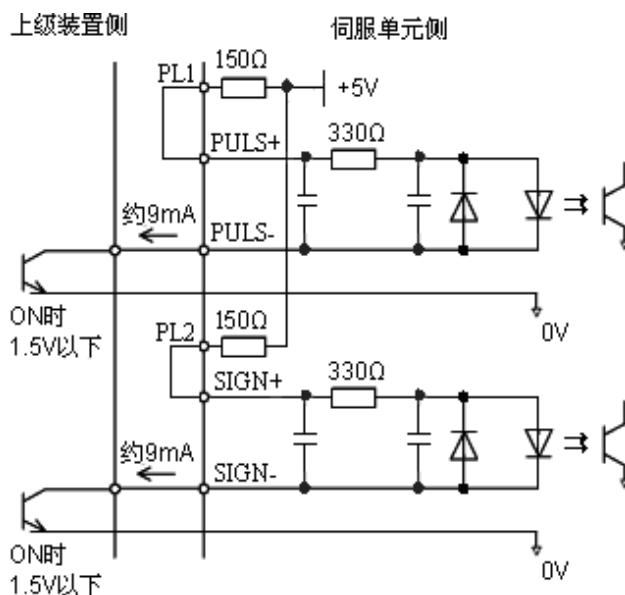 上级装置侧
伺服单元侧
PL1
150Ω
+5V
PULS+
330Ω
约9mA
PULS-
ON时
1.5V以下
0V
PL2
150Ω
SIGN+
330Ω
约9mA
SIGN-
ON时
1.5V以下
0V